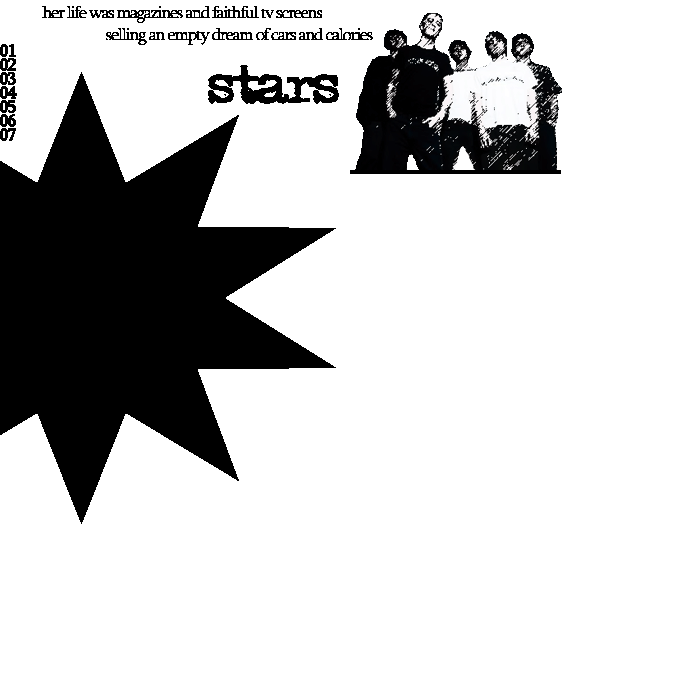 her life was magazines and faithful tv screens
selling an empty dream of cars and calories
stars
01
02
03
04
05
06
07